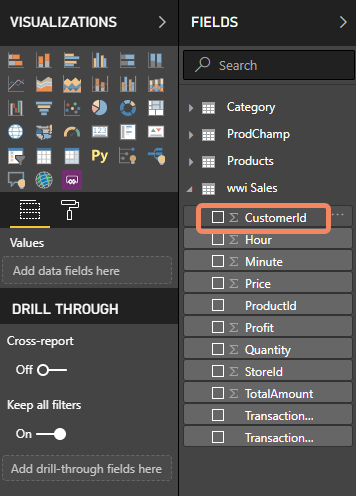 VISUALIZATIONS
Py
Values
Add data fields here
DRILL THROUGH
Cross-report
Off
Keep all filters
On
Add drill-through fields here
FIELDS
Search
Category
ProdChamp
Products
wwi Sales
Σ CustomerId ...
Σ Hour
Σ Minute
Σ Price
ProductId
Σ Profit
Σ Quantity
Σ StoreId
Σ TotalAmount
Transaction...
Transaction...